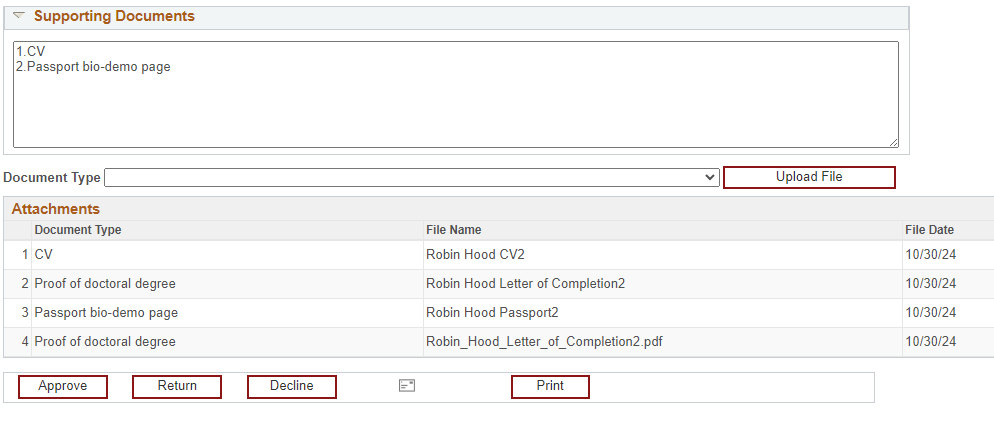 Supporting Documents
1.CV
2.Passport bio-demo page
Document Type Upload File
Attachments
Document Type File Name File Date
1 CV Robin Hood CV2 10/30/24
2 Proof of doctoral degree Robin Hood Letter of Completion2 10/30/24
3 Passport bio-demo page Robin Hood Passport2 10/30/24
4 Proof of doctoral degree Robin_Hood_Letter_of_Completion2.pdf 10/30/24
Approve Return Decline Print